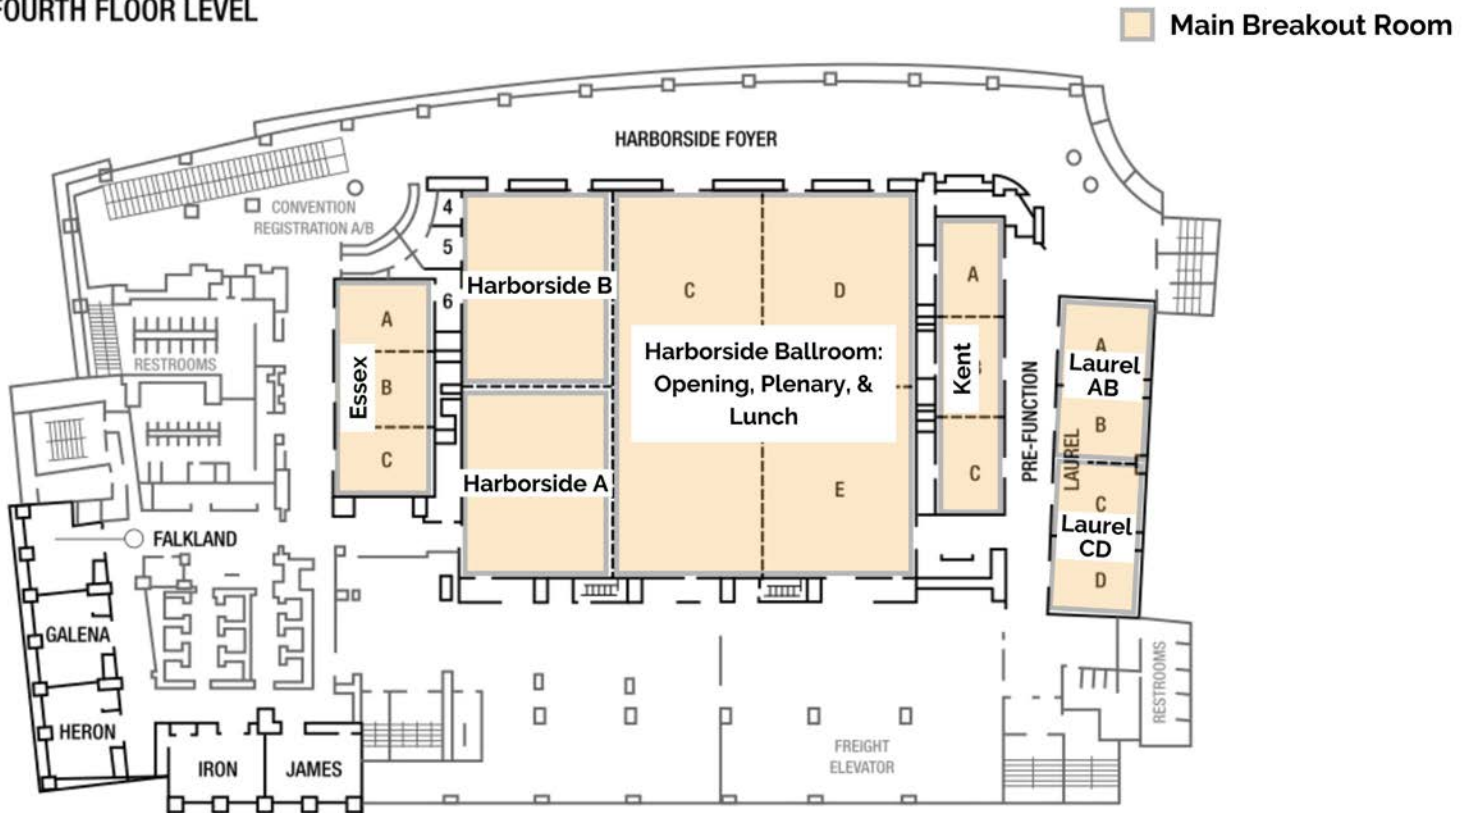 FOURTH FLOOR LEVEL
Main Breakout Room
HARBORSIDE FOYER
CONVENTION
REGISTRATION A/B
4
5
6
Harborside B
Harborside A
C
D
E
Harborside Ballroom:
Opening, Plenary, &
Lunch
A
B
C
Essex
A
C
Kent
PRE-FUNCTION
A
Laurel
AB
B
LAUREL
C
Laurel
CD
D
RESTROOMS
FALKLAND
GALENA
HERON
IRON
JAMES
FREIGHT
ELEVATOR
RESTROOMS